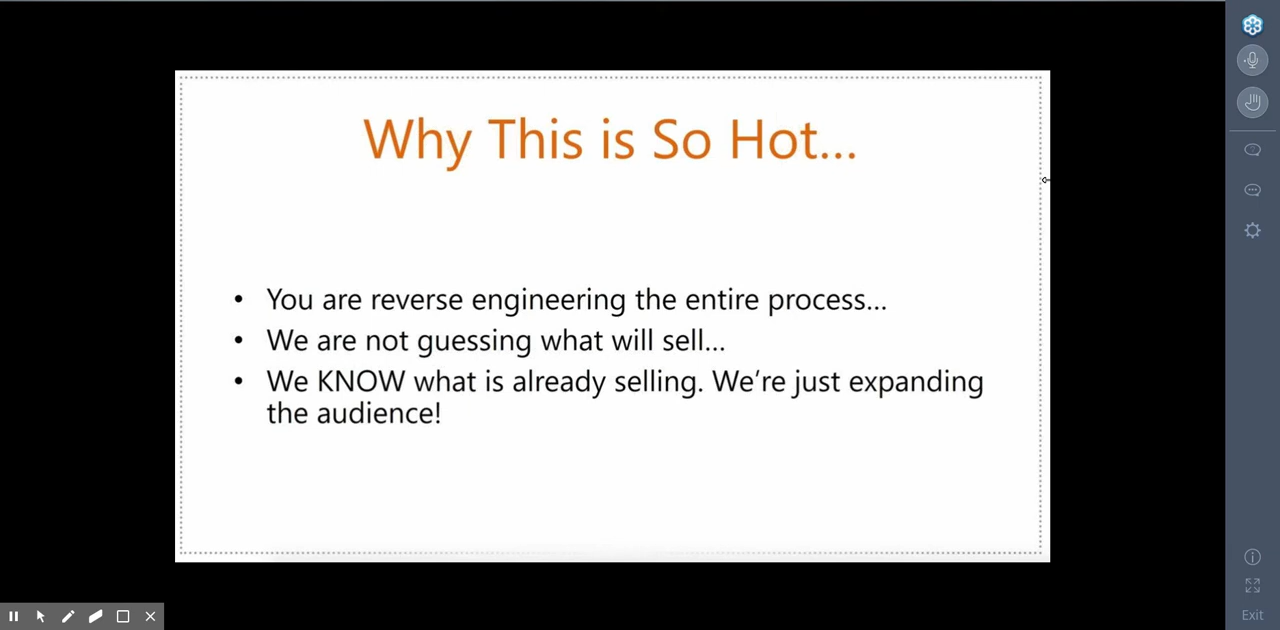 Why This is So Hot...
• You are reverse engineering the entire process...
• We are not guessing what will sell...
• We KNOW what is already selling. We're just expanding
the audience!
Exit